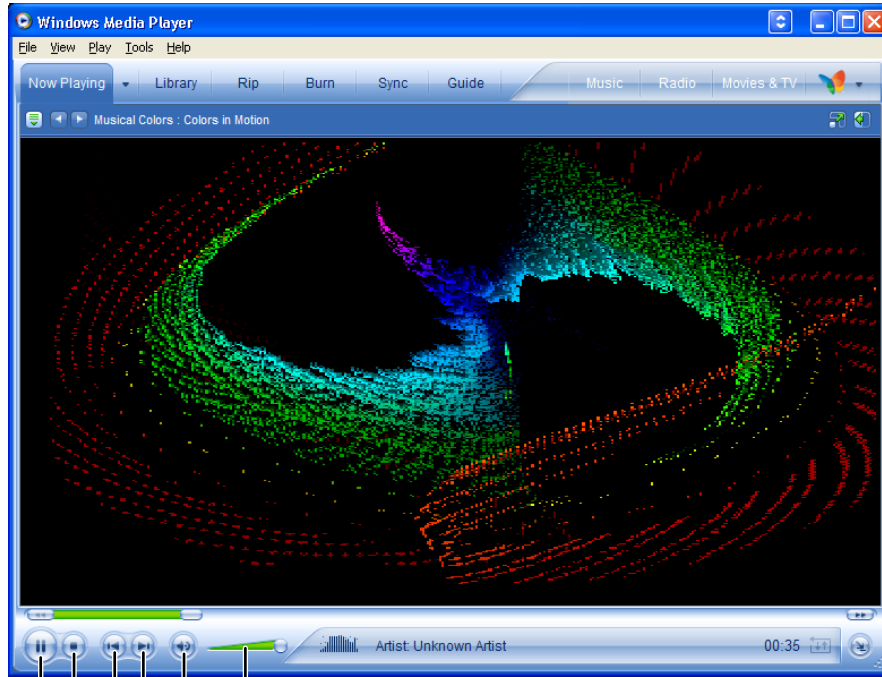 Windows Media Player
File View Play Tools Help
Now Playing Library Rip Burn Sync Guide Music Radio Movies & TV
Musical Colors : Colors in Motion
Artist: Unknown Artist 00:35